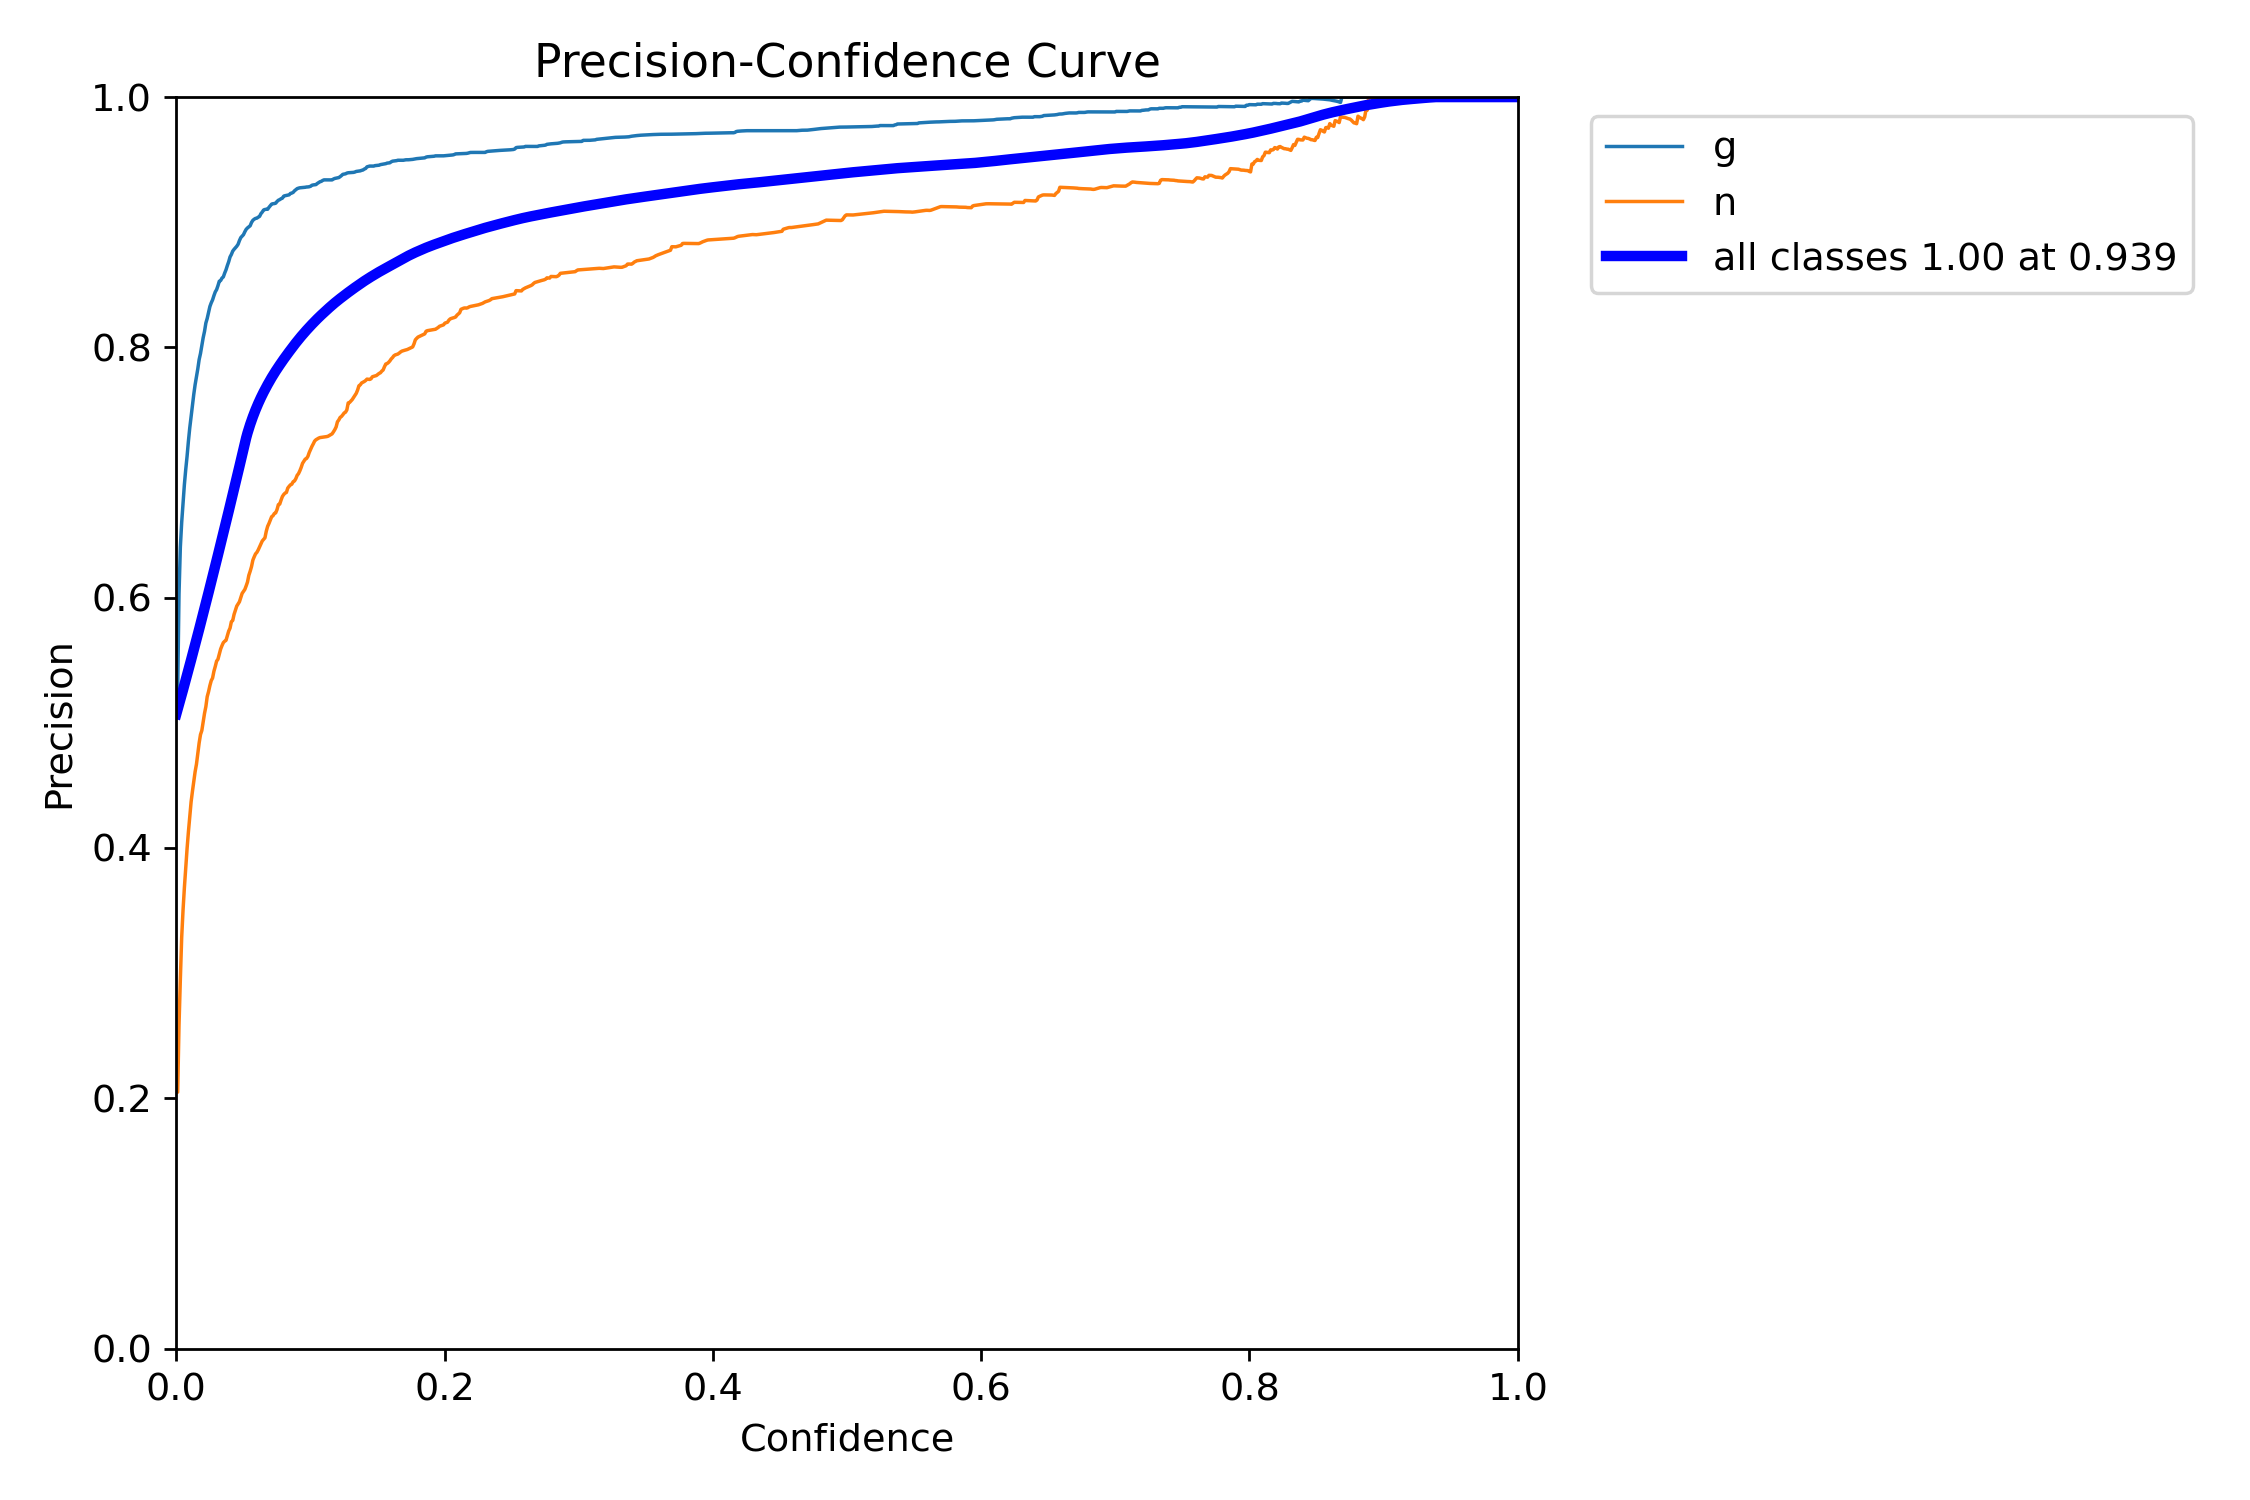 Precision-Confidence Curve
1.0
0.8
0.6
0.4
0.2
0.0
Precision
0.0 0.2 0.4 0.6 0.8 1.0
Confidence
g
n
all classes 1.00 at 0.939